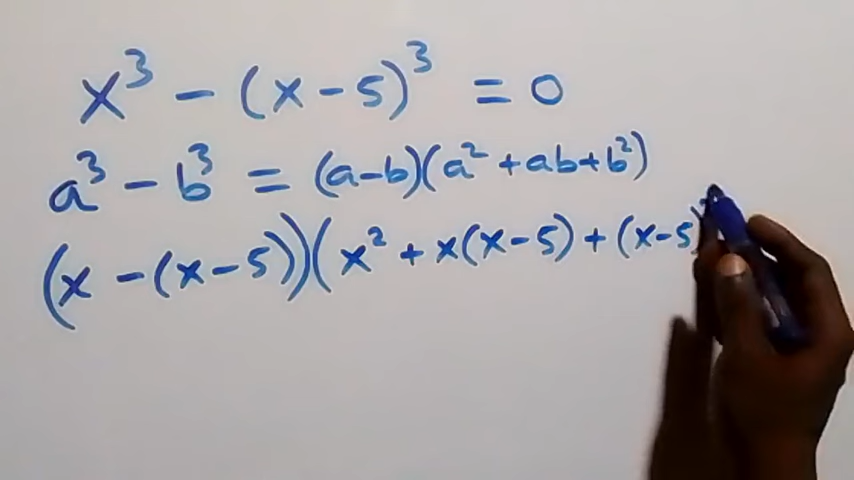 x³ - (x - 5)³ = 0
a³ - b³ = (a-b)(a² + ab + b²)
(x - (x - 5))(x² + x(x - 5) + (x - 5)